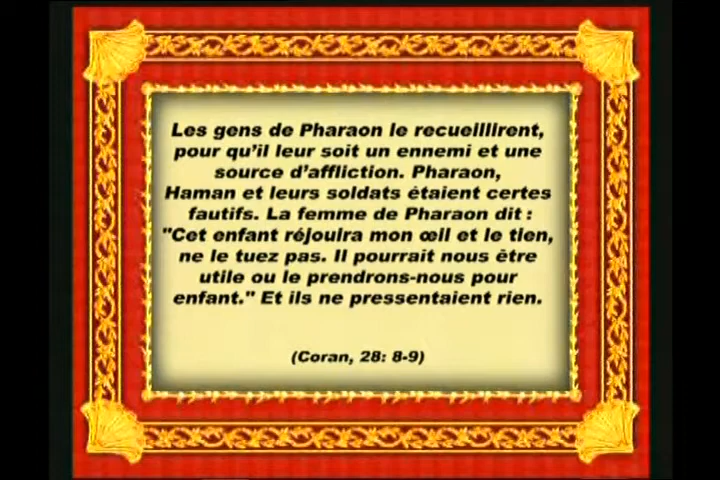 Les gens de Pharaon le recueillirent,
pour qu'il leur soit un ennemi et une
source d'affliction. Pharaon,
Haman et leurs soldats étaient certes
fautifs. La femme de Pharaon dit :
"Cet enfant réjouira mon œil et le tien,
ne le tuez pas. Il pourrait nous être
utile ou le prendrons-nous pour
enfant." Et ils ne pressentaient rien.
(Coran, 28: 8-9)